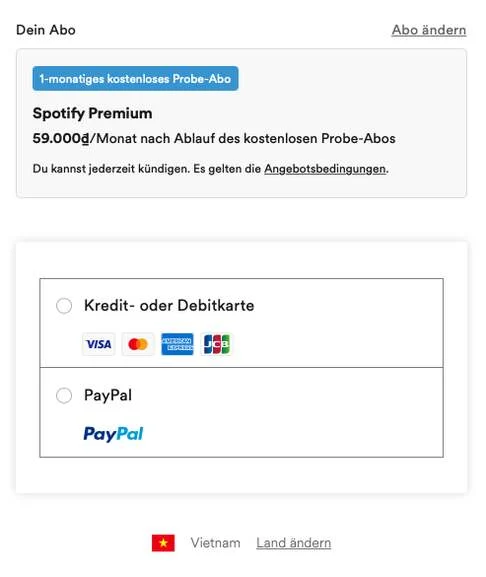 Dein Abo Abo ändern
1-monatiges kostenloses Probe-Abo
Spotify Premium
59.000₫/Monat nach Ablauf des kostenlosen Probe-Abos
Du kannst jederzeit kündigen. Es gelten die Angebotsbedingungen.
Kredit- oder Debitkarte
VISA AMERICAN EXPRESS JCB
PayPal
PayPal
Vietnam Land ändern